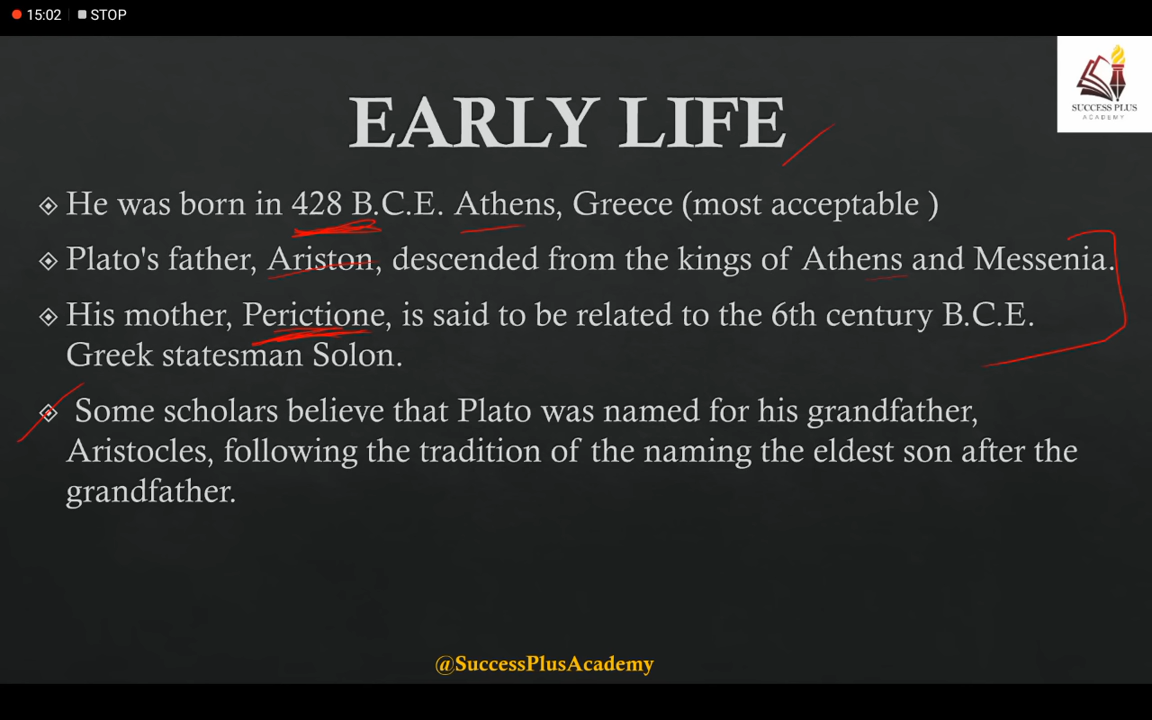 15:02 STOP
SUCCESS PLUS
ACADEMY
EARLY LIFE
He was born in 428 B.C.E. Athens, Greece (most acceptable )
Plato's father, Ariston, descended from the kings of Athens and Messenia.
His mother, Perictione, is said to be related to the 6th century B.C.E.
Greek statesman Solon.
Some scholars believe that Plato was named for his grandfather,
Aristocles, following the tradition of the naming the eldest son after the
grandfather.
@SuccessPlusAcademy